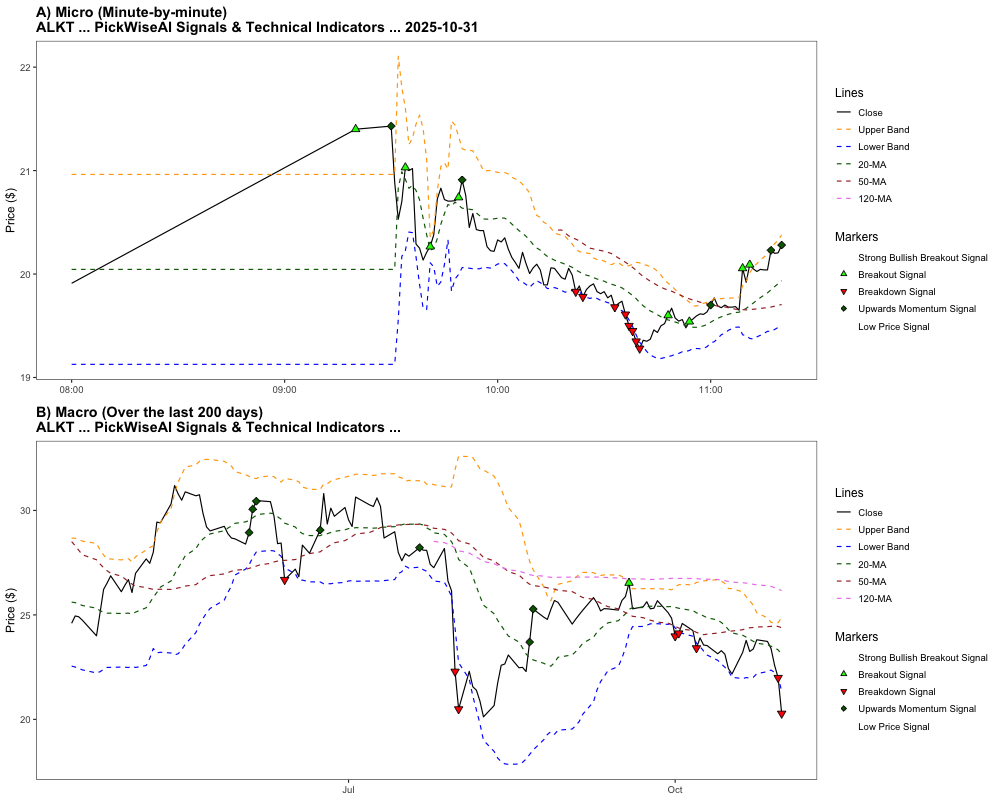 A) Micro (Minute-by-minute)
ALKT ... PickWiseAI Signals & Technical Indicators ... 2025-10-31
Price ($)
22
21
20
19
08:00
09:00
10:00
11:00
Lines
Close
Upper Band
Lower Band
20-MA
50-MA
120-MA
Markers
Strong Bullish Breakout Signal
Breakout Signal
Breakdown Signal
Upwards Momentum Signal
Low Price Signal
B) Macro (Over the last 200 days)
ALKT ... PickWiseAI Signals & Technical Indicators ...
Price ($)
30
25
20
Jul
Oct
Lines
Close
Upper Band
Lower Band
20-MA
50-MA
120-MA
Markers
Strong Bullish Breakout Signal
Breakout Signal
Breakdown Signal
Upwards Momentum Signal
Low Price Signal